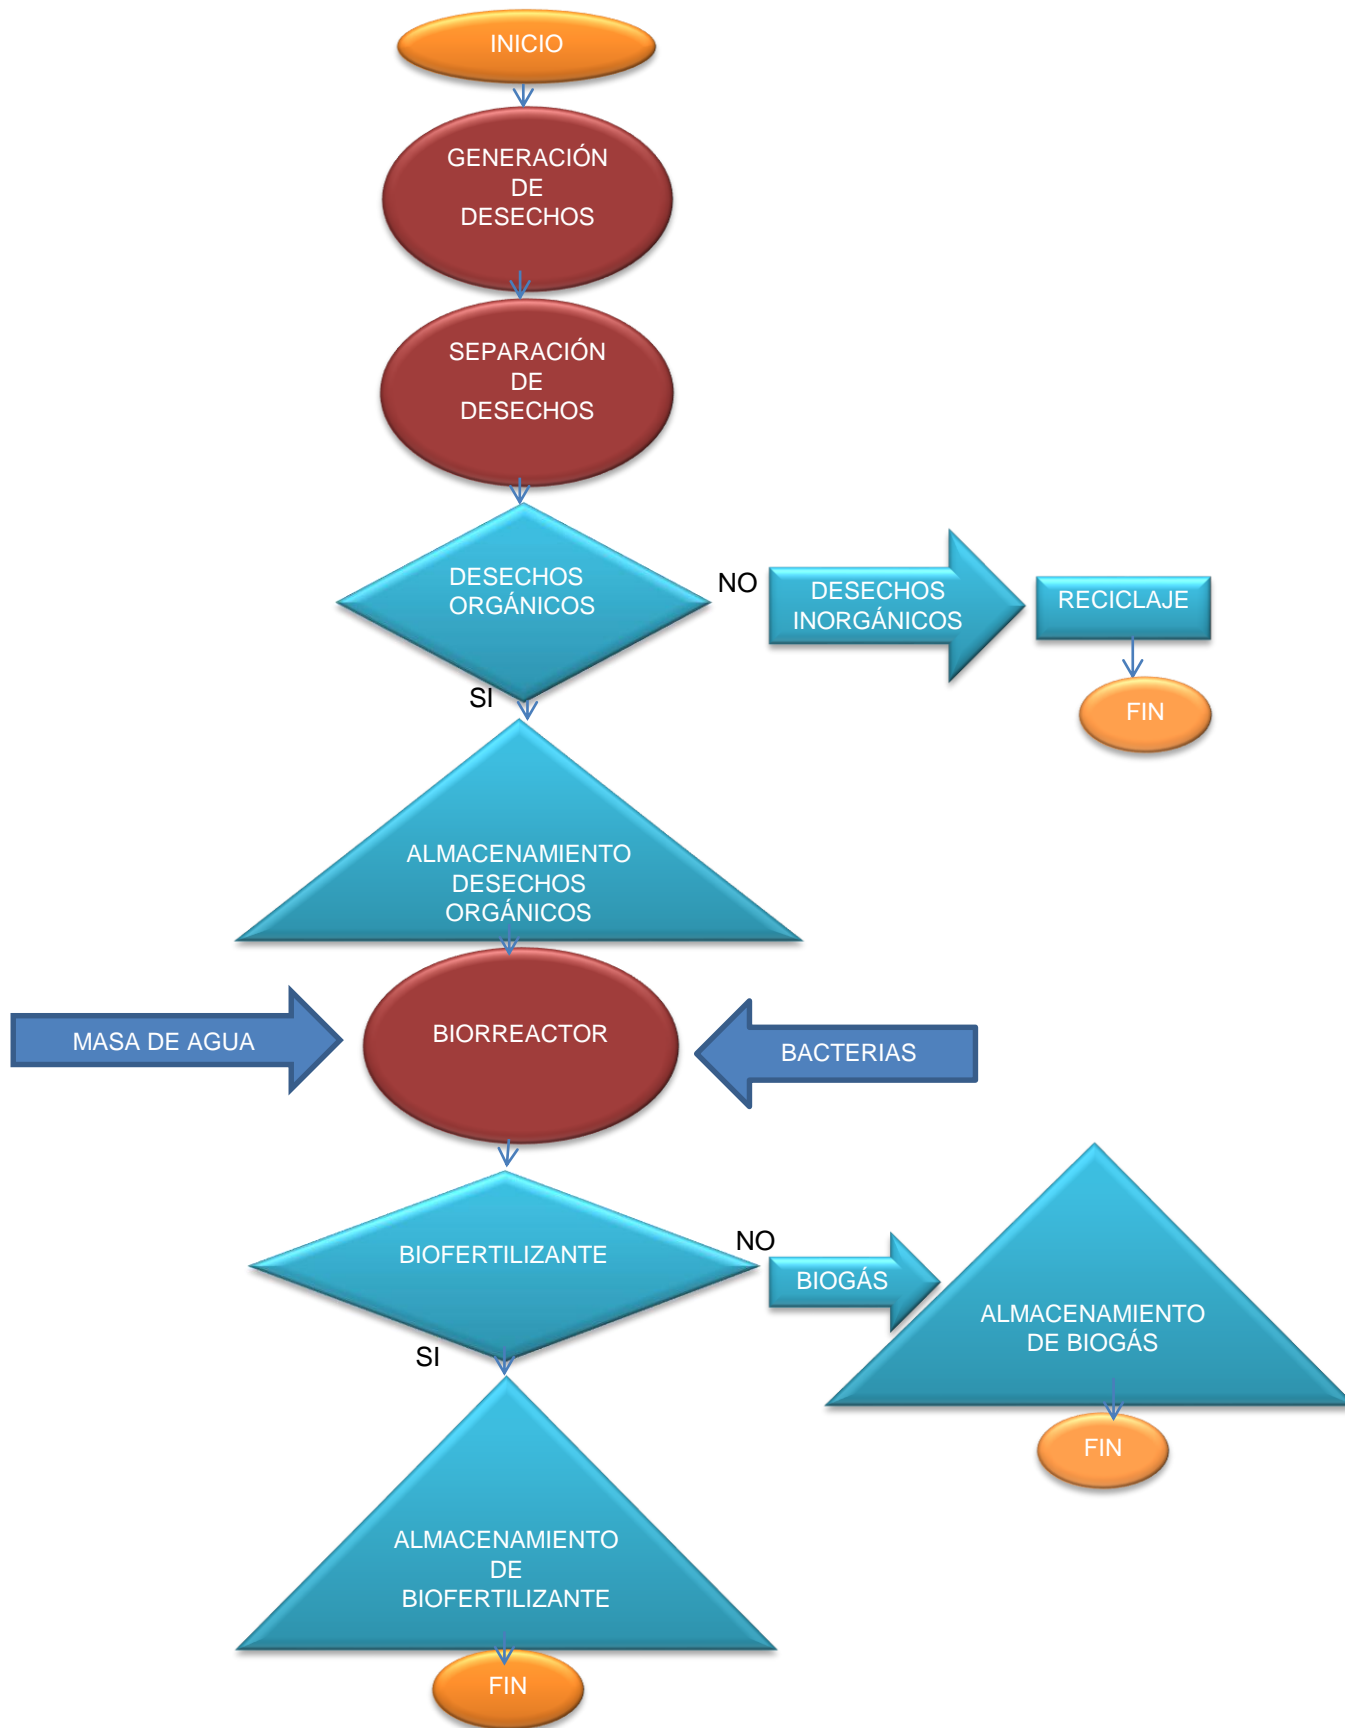 INICIO
GENERACIÓN
DE
DESECHOS
SEPARACIÓN
DE
DESECHOS
DESECHOS
ORGÁNICOS
NO
DESECHOS
INORGÁNICOS
RECICLAJE
FIN
SI
ALMACENAMIENTO
DESECHOS
ORGÁNICOS
MASA DE AGUA
BIORREACTOR
BACTERIAS
BIOFERTILIZANTE
NO
BIOGÁS
ALMACENAMIENTO
DE BIOGÁS
FIN
SI
ALMACENAMIENTO
DE
BIOFERTILIZANTE
FIN